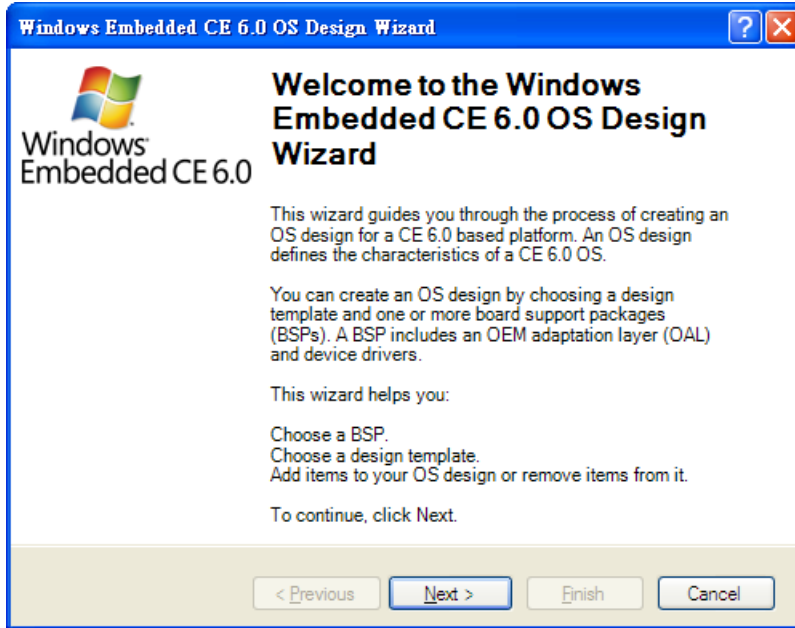 Windows Embedded CE 6.0 OS Design Wizard
Windows
Embedded CE 6.0
Welcome to the Windows
Embedded CE 6.0 OS Design
Wizard
This wizard guides you through the process of creating an
OS design for a CE 6.0 based platform. An OS design
defines the characteristics of a CE 6.0 OS.
You can create an OS design by choosing a design
template and one or more board support packages
(BSPs). A BSP includes an OEM adaptation layer (OAL)
and device drivers.
This wizard helps you:
Choose a BSP.
Choose a design template.
Add items to your OS design or remove items from it.
To continue, click Next.
< Previous
Next >
Finish
Cancel